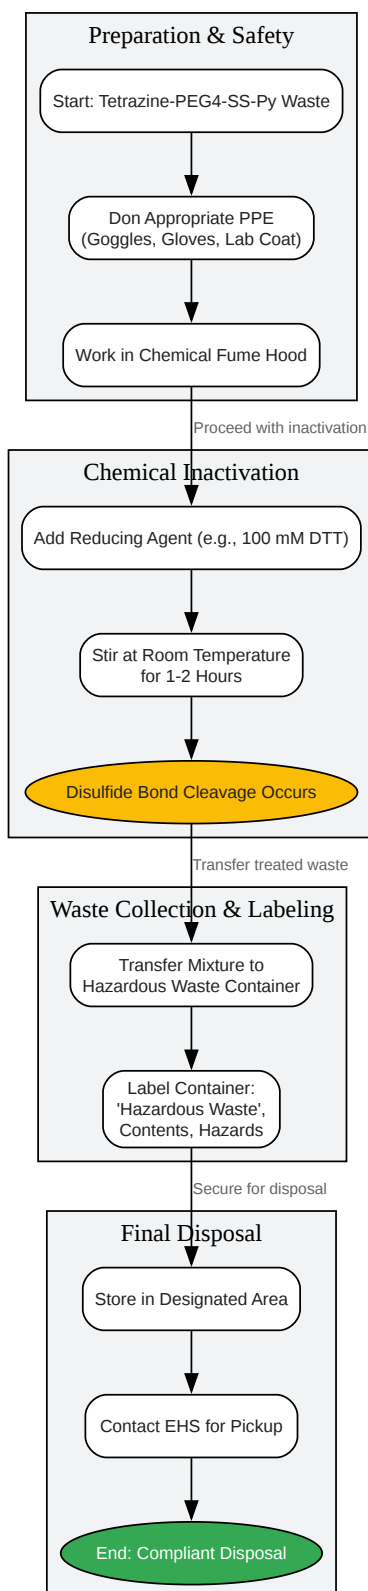 Preparation & Safety
Start: Tetrazine-PEG4-SS-Py Waste
Don Appropriate PPE
(Goggles, Gloves, Lab Coat)
Work in Chemical Fume Hood
Proceed with inactivation
Chemical Inactivation
Add Reducing Agent (e.g., 100 mM DTT)
Stir at Room Temperature
for 1-2 Hours
Disulfide Bond Cleavage Occurs
Transfer treated waste
Waste Collection & Labeling
Transfer Mixture to
Hazardous Waste Container
Label Container:
'Hazardous Waste',
Contents, Hazards
Secure for disposal
Final Disposal
Store in Designated Area
Contact EHS for Pickup
End: Compliant Disposal